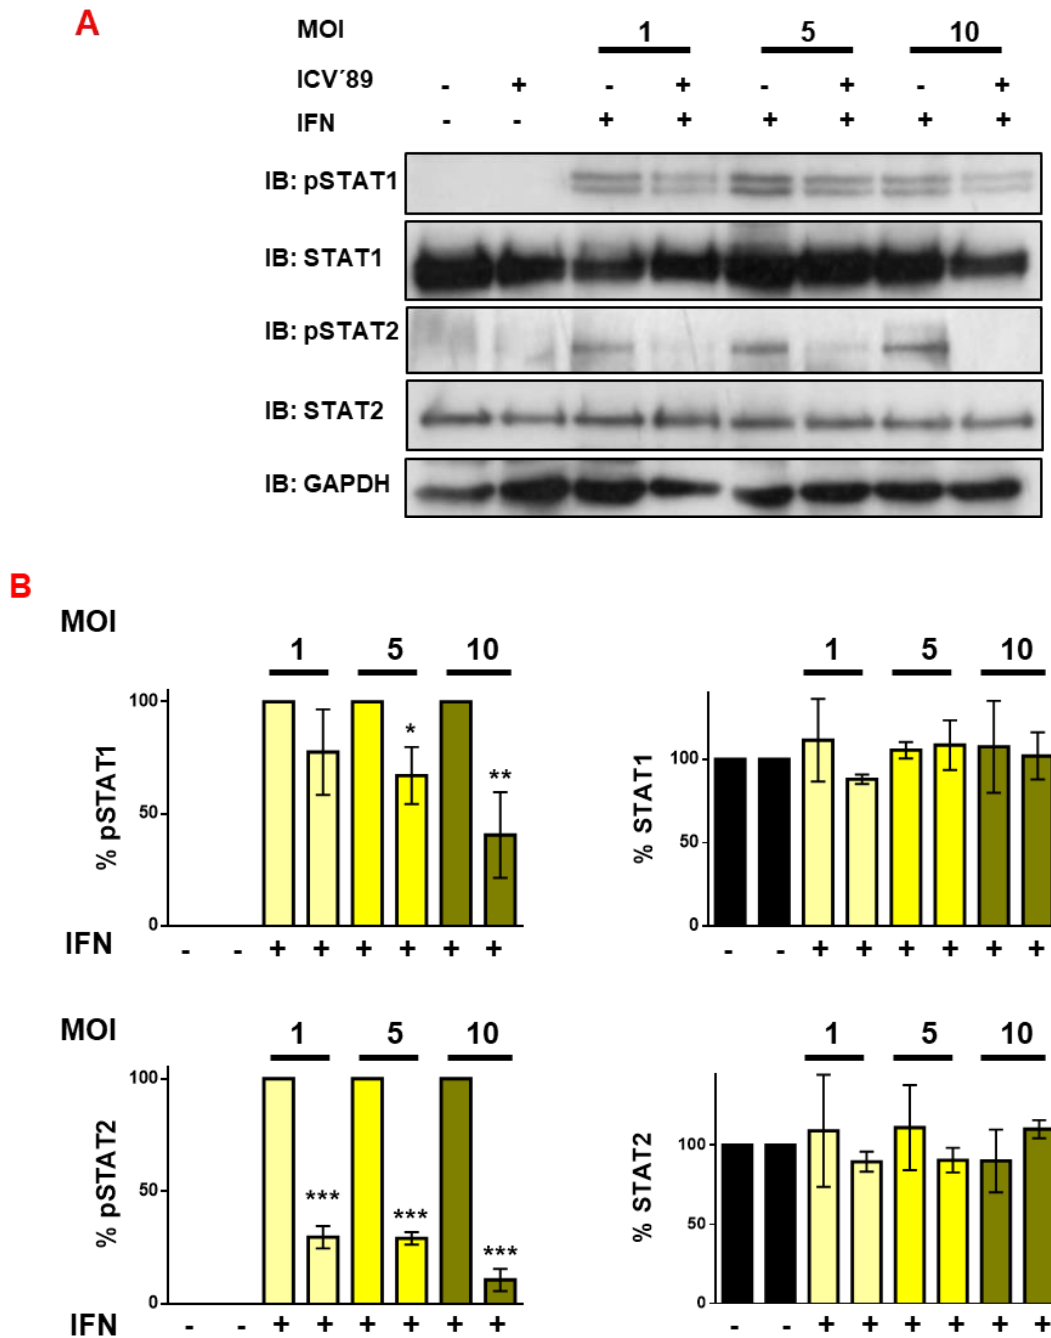 A
MOI 1 5 10
ICV´89 - + - + - + - +
IFN - - + + + + + +
IB: pSTAT1
IB: STAT1
IB: pSTAT2
IB: STAT2
IB: GAPDH
B
MOI
1 5 10
100
50
0
% pSTAT1
* **
IFN - - + + + + + +
1 5 10
100
50
0
% STAT1
- - + + + + + +
MOI 1 5 10
100
50
0
% pSTAT2
*** *** ***
IFN - - + + + + + +
1 5 10
100
50
0
% STAT2
- - + + + + + +